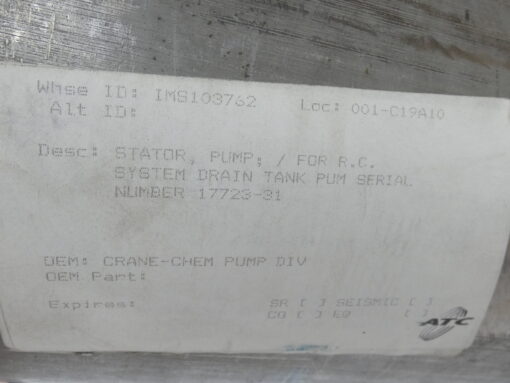 Whse ID: IMS103762 Loc: 001-C19A10
Alt ID:
Desc: STATOR, PUMP; / FOR R.C.
SYSTEM DRAIN TANK PUM SERIAL
NUMBER 17723-31
OEM: CRANE-CHEM PUMP DIV
OEM Part:
Expires: SR [ ] SEISMIC [ ]
CG [ ] EQ [ ]
ATC